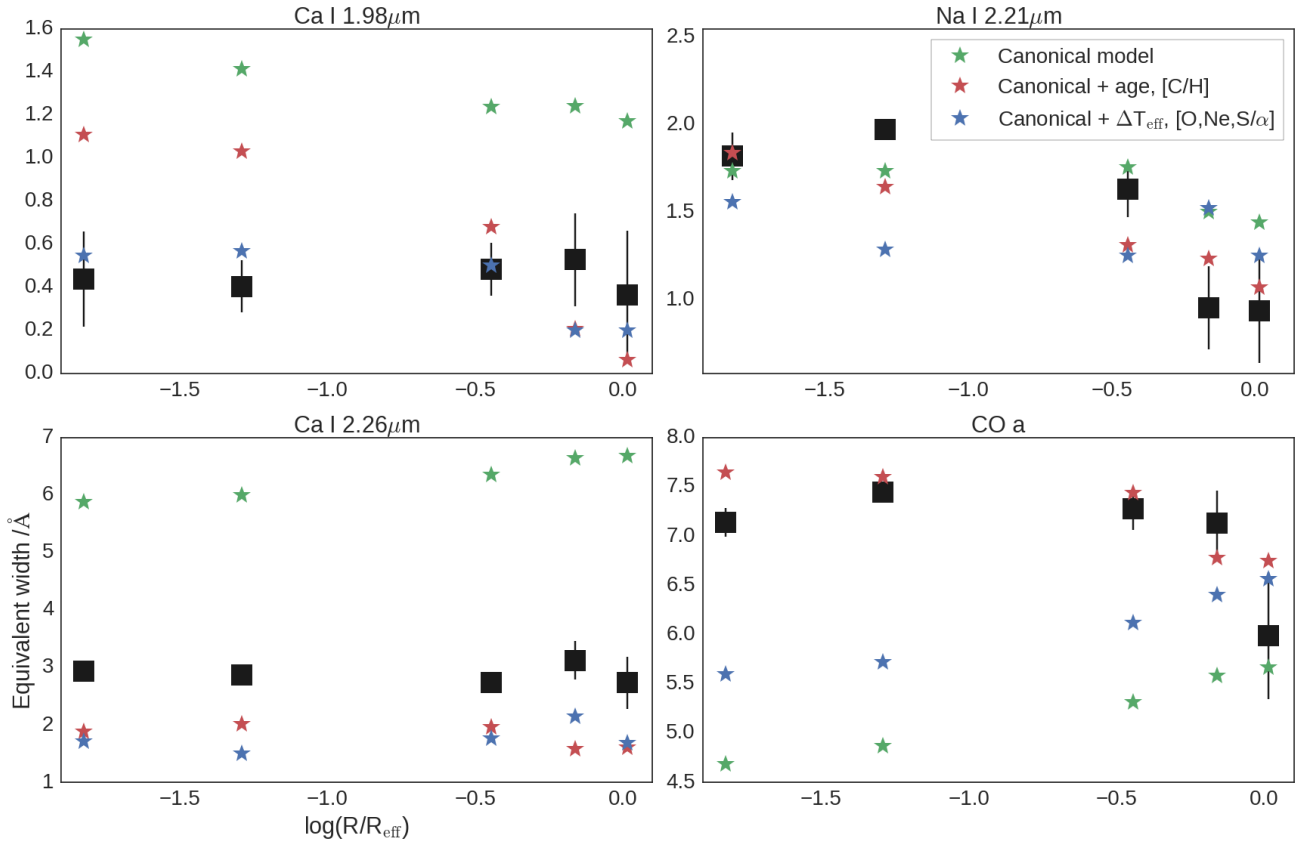 Ca I 1.98μm
1.6
1.4
1.2
1.0
0.8
0.6
0.4
0.2
0.0
−1.5 −1.0 −0.5 0.0
Na I 2.21μm
2.5
2.0
1.5
1.0
Canonical model
Canonical + age, [C/H]
Canonical + ΔT_eff, [O,Ne,S/α]
−1.5 −1.0 −0.5 0.0
Ca I 2.26μm
Equivalent width /Å
7
6
5
4
3
2
1
−1.5 −1.0 −0.5 0.0
log(R/R_eff)
CO a
8.0
7.5
7.0
6.5
6.0
5.5
5.0
4.5
−1.5 −1.0 −0.5 0.0